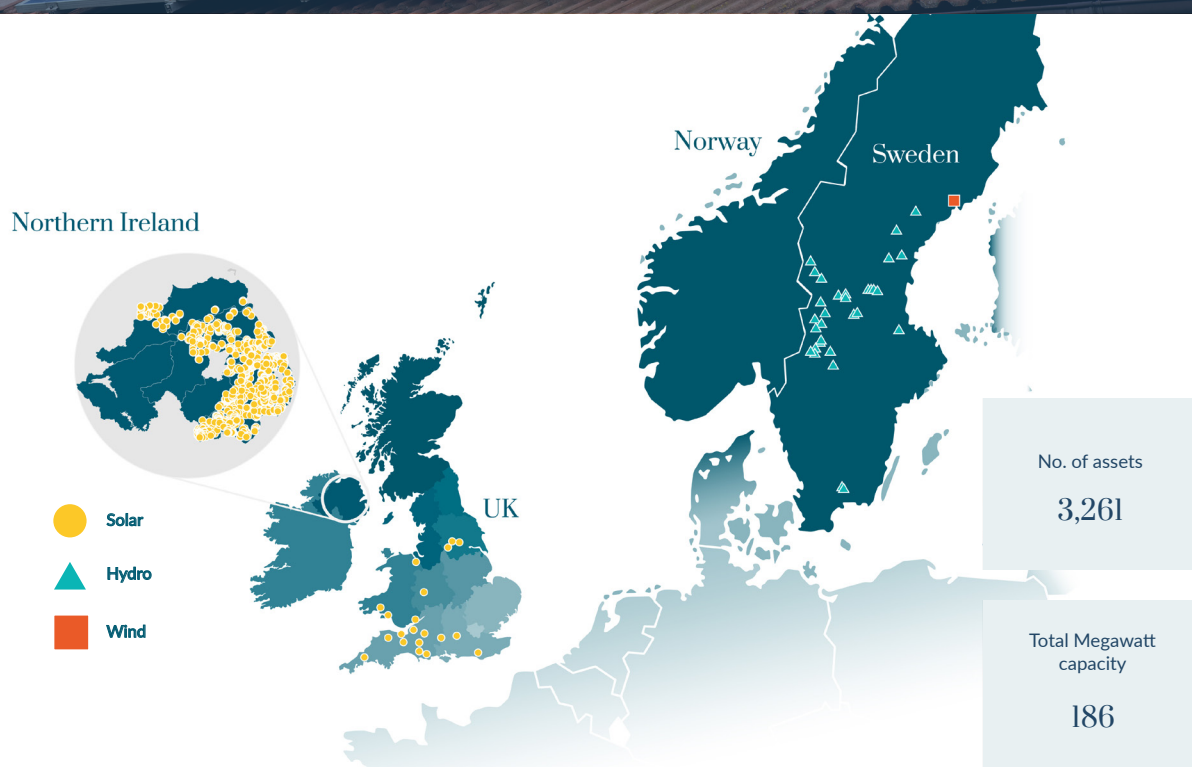 Norway
Sweden
Northern Ireland
UK
Solar
Hydro
Wind
No. of assets
3,261
Total Megawatt
capacity
186